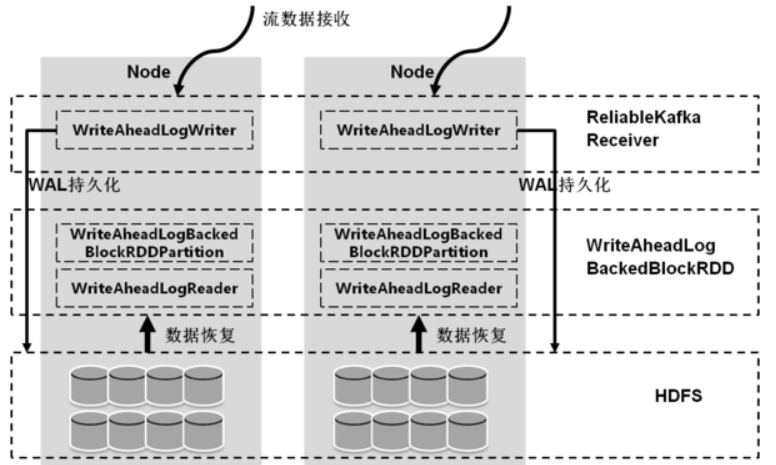 流数据接收
Node
Node
WriteAheadLogWriter
WriteAheadLogWriter
ReliableKafka
Receiver
WAL持久化
WAL持久化
WriteAheadLogBacked
BlockRDDPartition
WriteAheadLogBacked
BlockRDDPartition
WriteAheadLog
BackedBlockRDD
WriteAheadLogReader
WriteAheadLogReader
数据恢复
数据恢复
HDFS